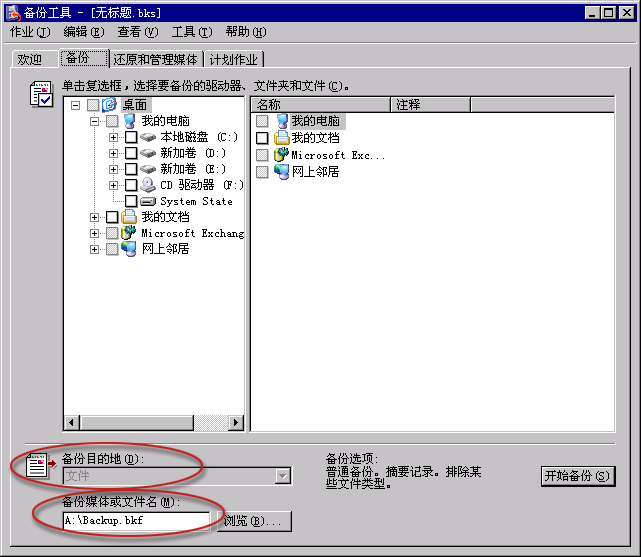 备份工具 - [无标题.bks]
作业(J) 编辑(E) 查看(V) 工具(T) 帮助(H)
欢迎 备份 还原和管理媒体 计划作业
单击复选框，选择要备份的驱动器、文件夹和文件(C)。
桌面
我的电脑
本地磁盘 (C:)
新加卷 (D:)
新加卷 (E:)
CD 驱动器 (F:)
System State
我的文档
Microsoft Exchang
网上邻居
名称 注释
我的电脑
我的文档
Microsoft Exc...
网上邻居
备份目的地(D):
文件
备份媒体或文件名(M):
A:\Backup.bkf
浏览(B)...
备份选项:
普通备份。摘要记录。排除某
些文件类型。
开始备份(S)